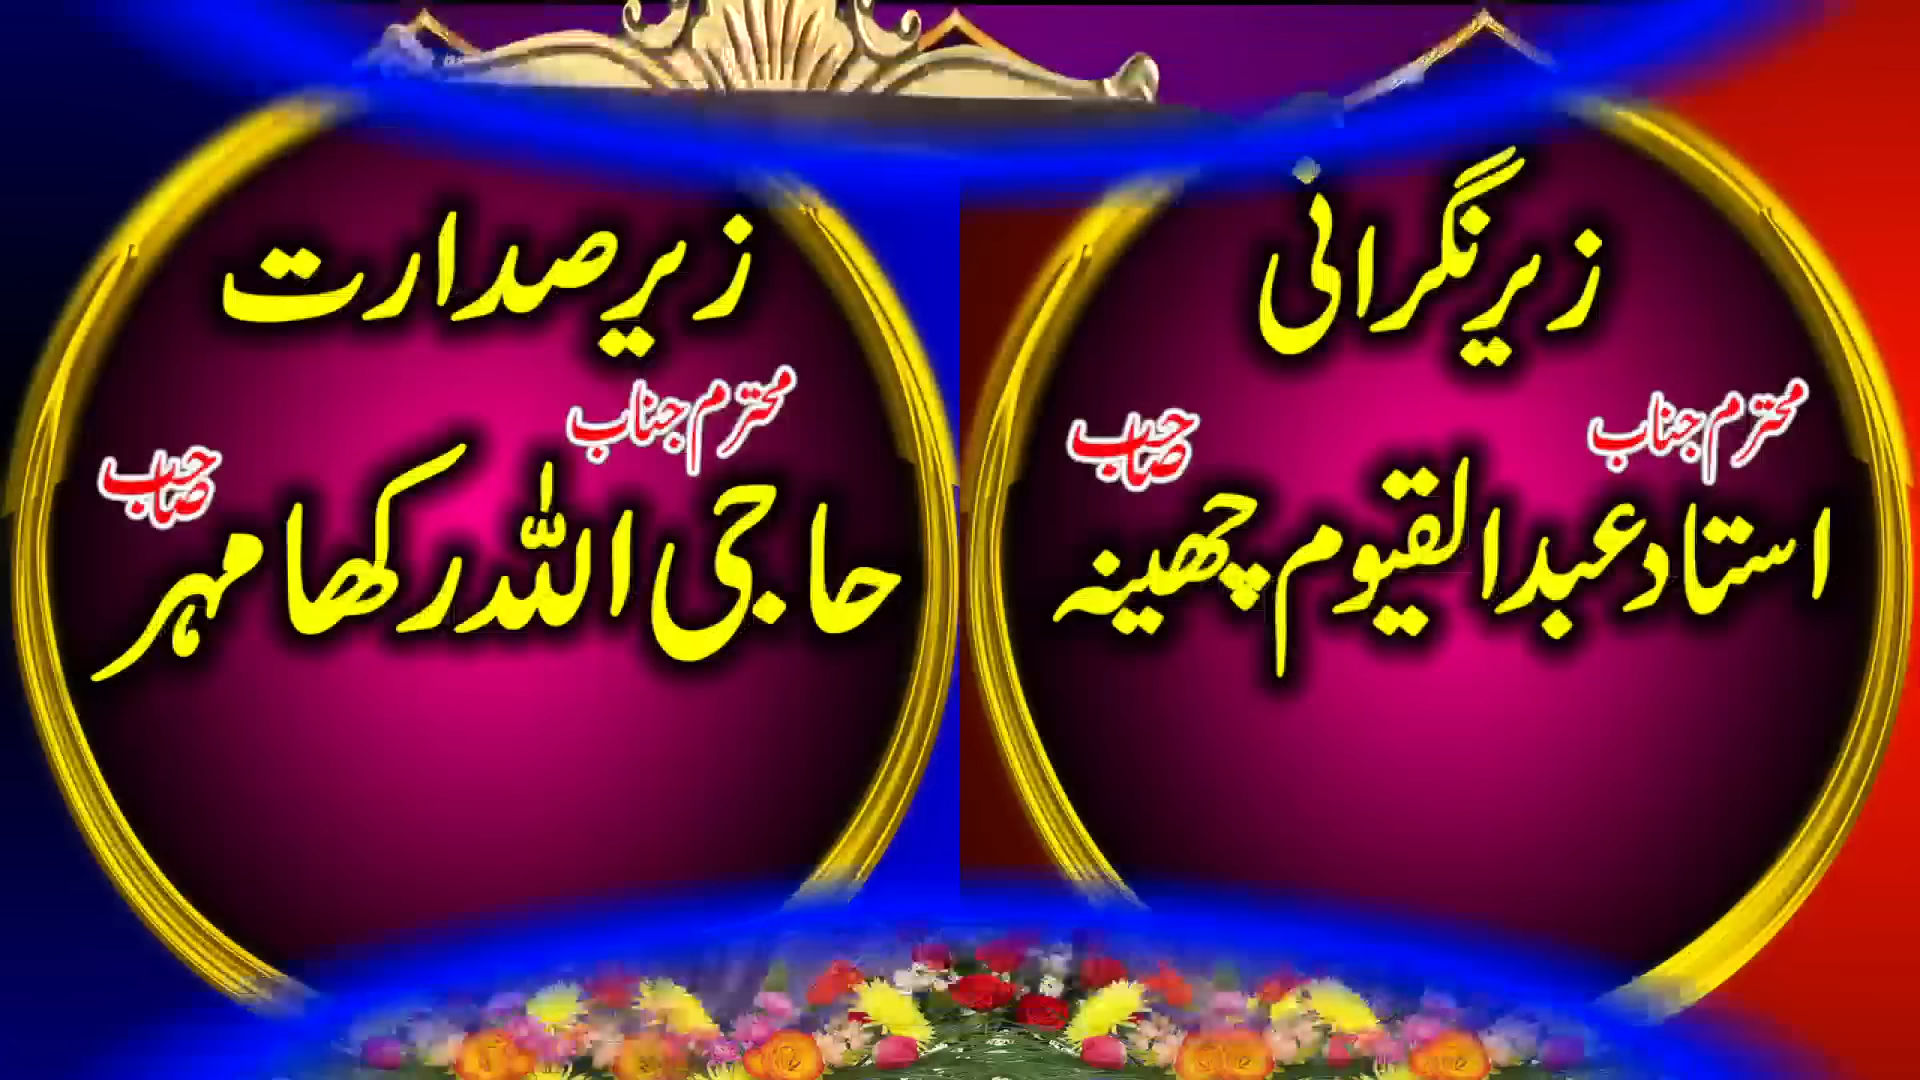 زیر نگرانی
محترم جناب
استاد عبدالقیوم چھینہ صاحب
زیر صدارت
محترم جناب
حاجی اللہ رکھا مہر صاحب